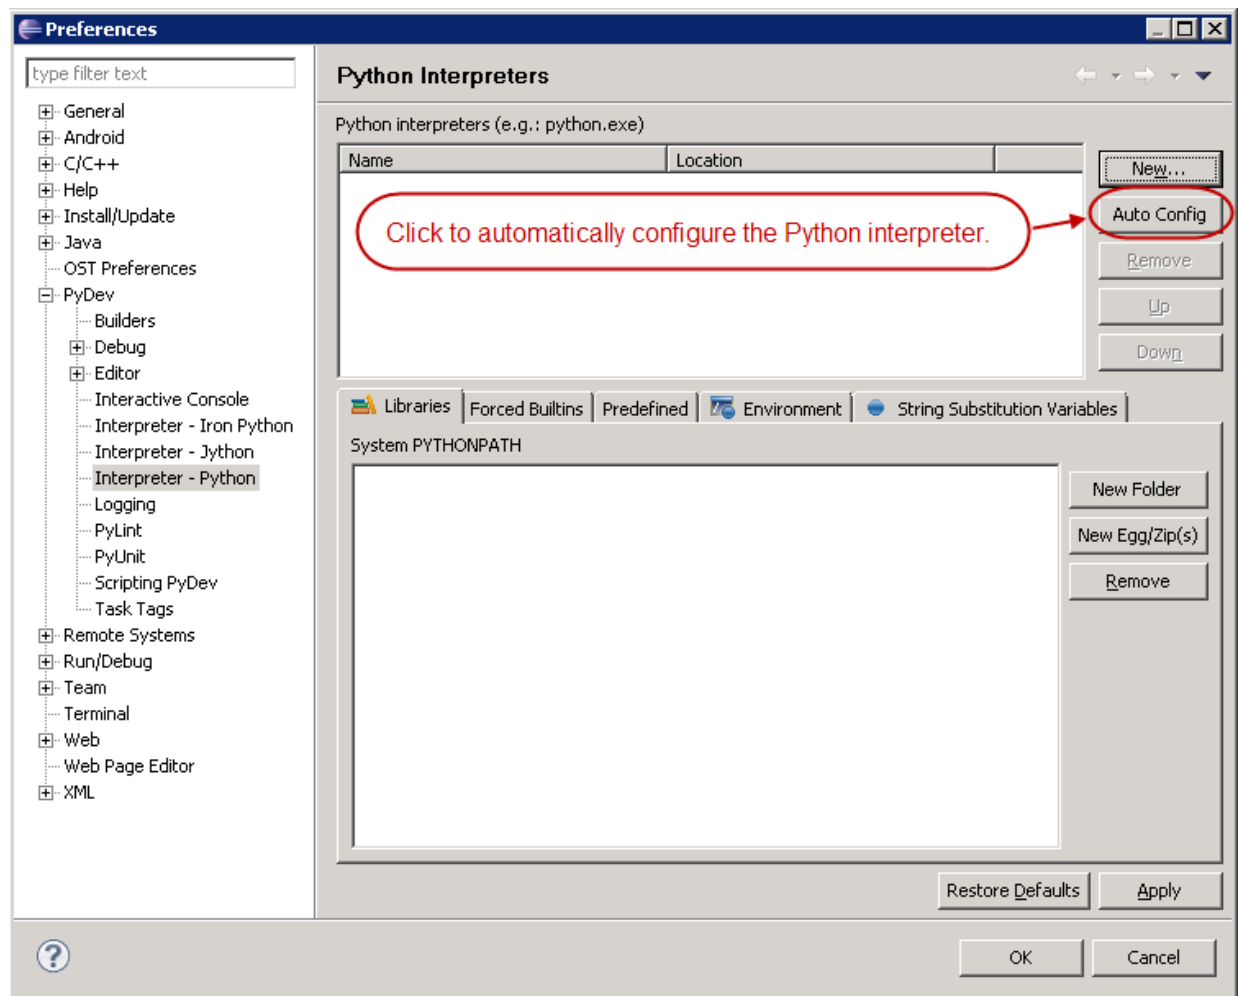 Preferences
type filter text
General
Android
C/C++
Help
Install/Update
Java
OST Preferences
PyDev
Builders
Debug
Editor
Interactive Console
Interpreter - Iron Python
Interpreter - Jython
Interpreter - Python
Logging
PyLint
PyUnit
Scripting PyDev
Task Tags
Remote Systems
Run/Debug
Team
Terminal
Web
Web Page Editor
XML
Python Interpreters
Python interpreters (e.g.: python.exe)
Name Location
New...
Click to automatically configure the Python interpreter.
Auto Config
Remove
Up
Down
Libraries Forced Builtins Predefined Environment String Substitution Variables
System PYTHONPATH
New Folder
New Egg/Zip(s)
Remove
Restore Defaults Apply
? OK Cancel